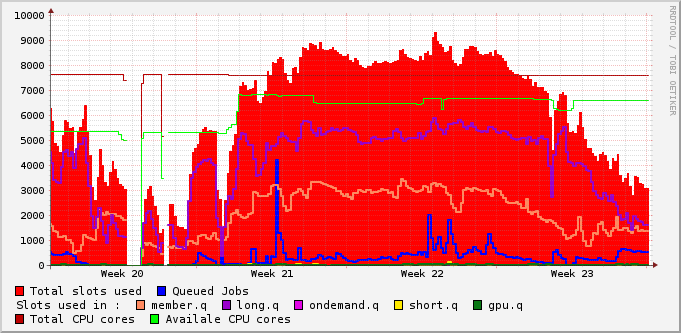 10000
9000
8000
7000
6000
5000
4000
3000
2000
1000
0
Week 20 Week 21 Week 22 Week 23
RRDTOOL / TOBI OETIKER
Total slots used Queued Jobs
Slots used in : member.q long.q ondemand.q short.q gpu.q
Total CPU cores Availale CPU cores